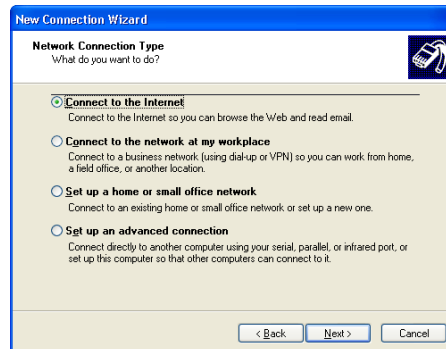 New Connection Wizard
Network Connection Type
What do you want to do?
Connect to the Internet
Connect to the Internet so you can browse the Web and read email.
Connect to the network at my workplace
Connect to a business network (using dial-up or VPN) so you can work from home,
a field office, or another location.
Set up a home or small office network
Connect to an existing home or small office network or set up a new one.
Set up an advanced connection
Connect directly to another computer using your serial, parallel, or infrared port, or
set up this computer so that other computers can connect to it.
< Back Next > Cancel